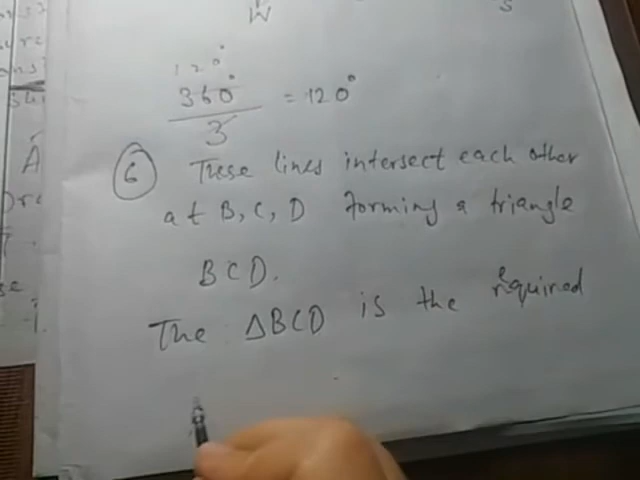 W
S
120°
360° = 120°
3
6 These lines intersect each other
at B, C, D forming a triangle
BCD.
The ΔBCD is the required